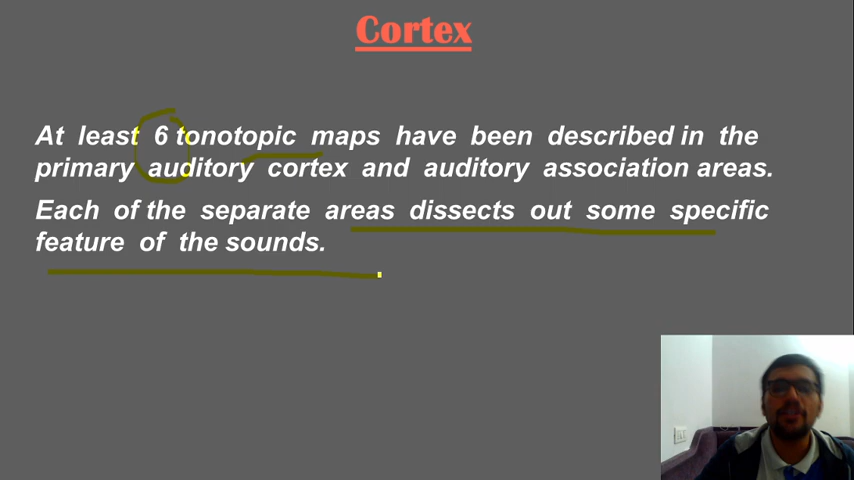 Cortex
At least 6 tonotopic maps have been described in the
primary auditory cortex and auditory association areas.
Each of the separate areas dissects out some specific
feature of the sounds.